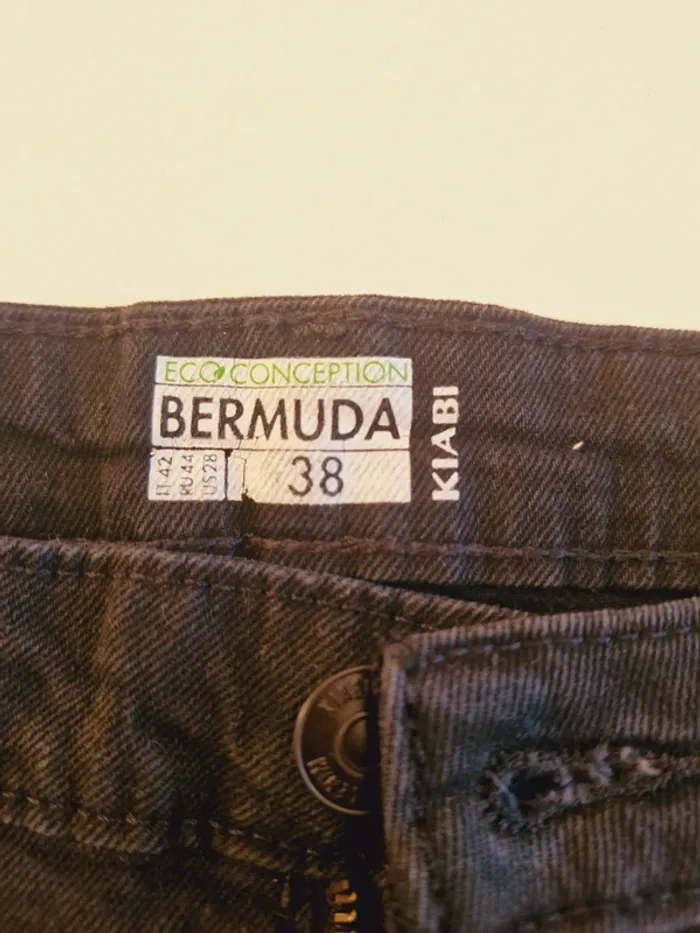 ECO CONCEPTION
BERMUDA
IT 42
RU 44
US 28
38
KIABI